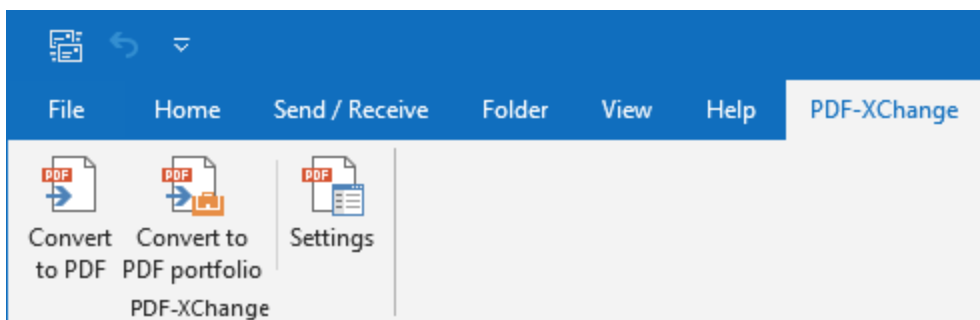 File Home Send / Receive Folder View Help PDF-XChange
PDF PDF PDF
Convert Convert to Settings
to PDF PDF portfolio
PDF-XChange